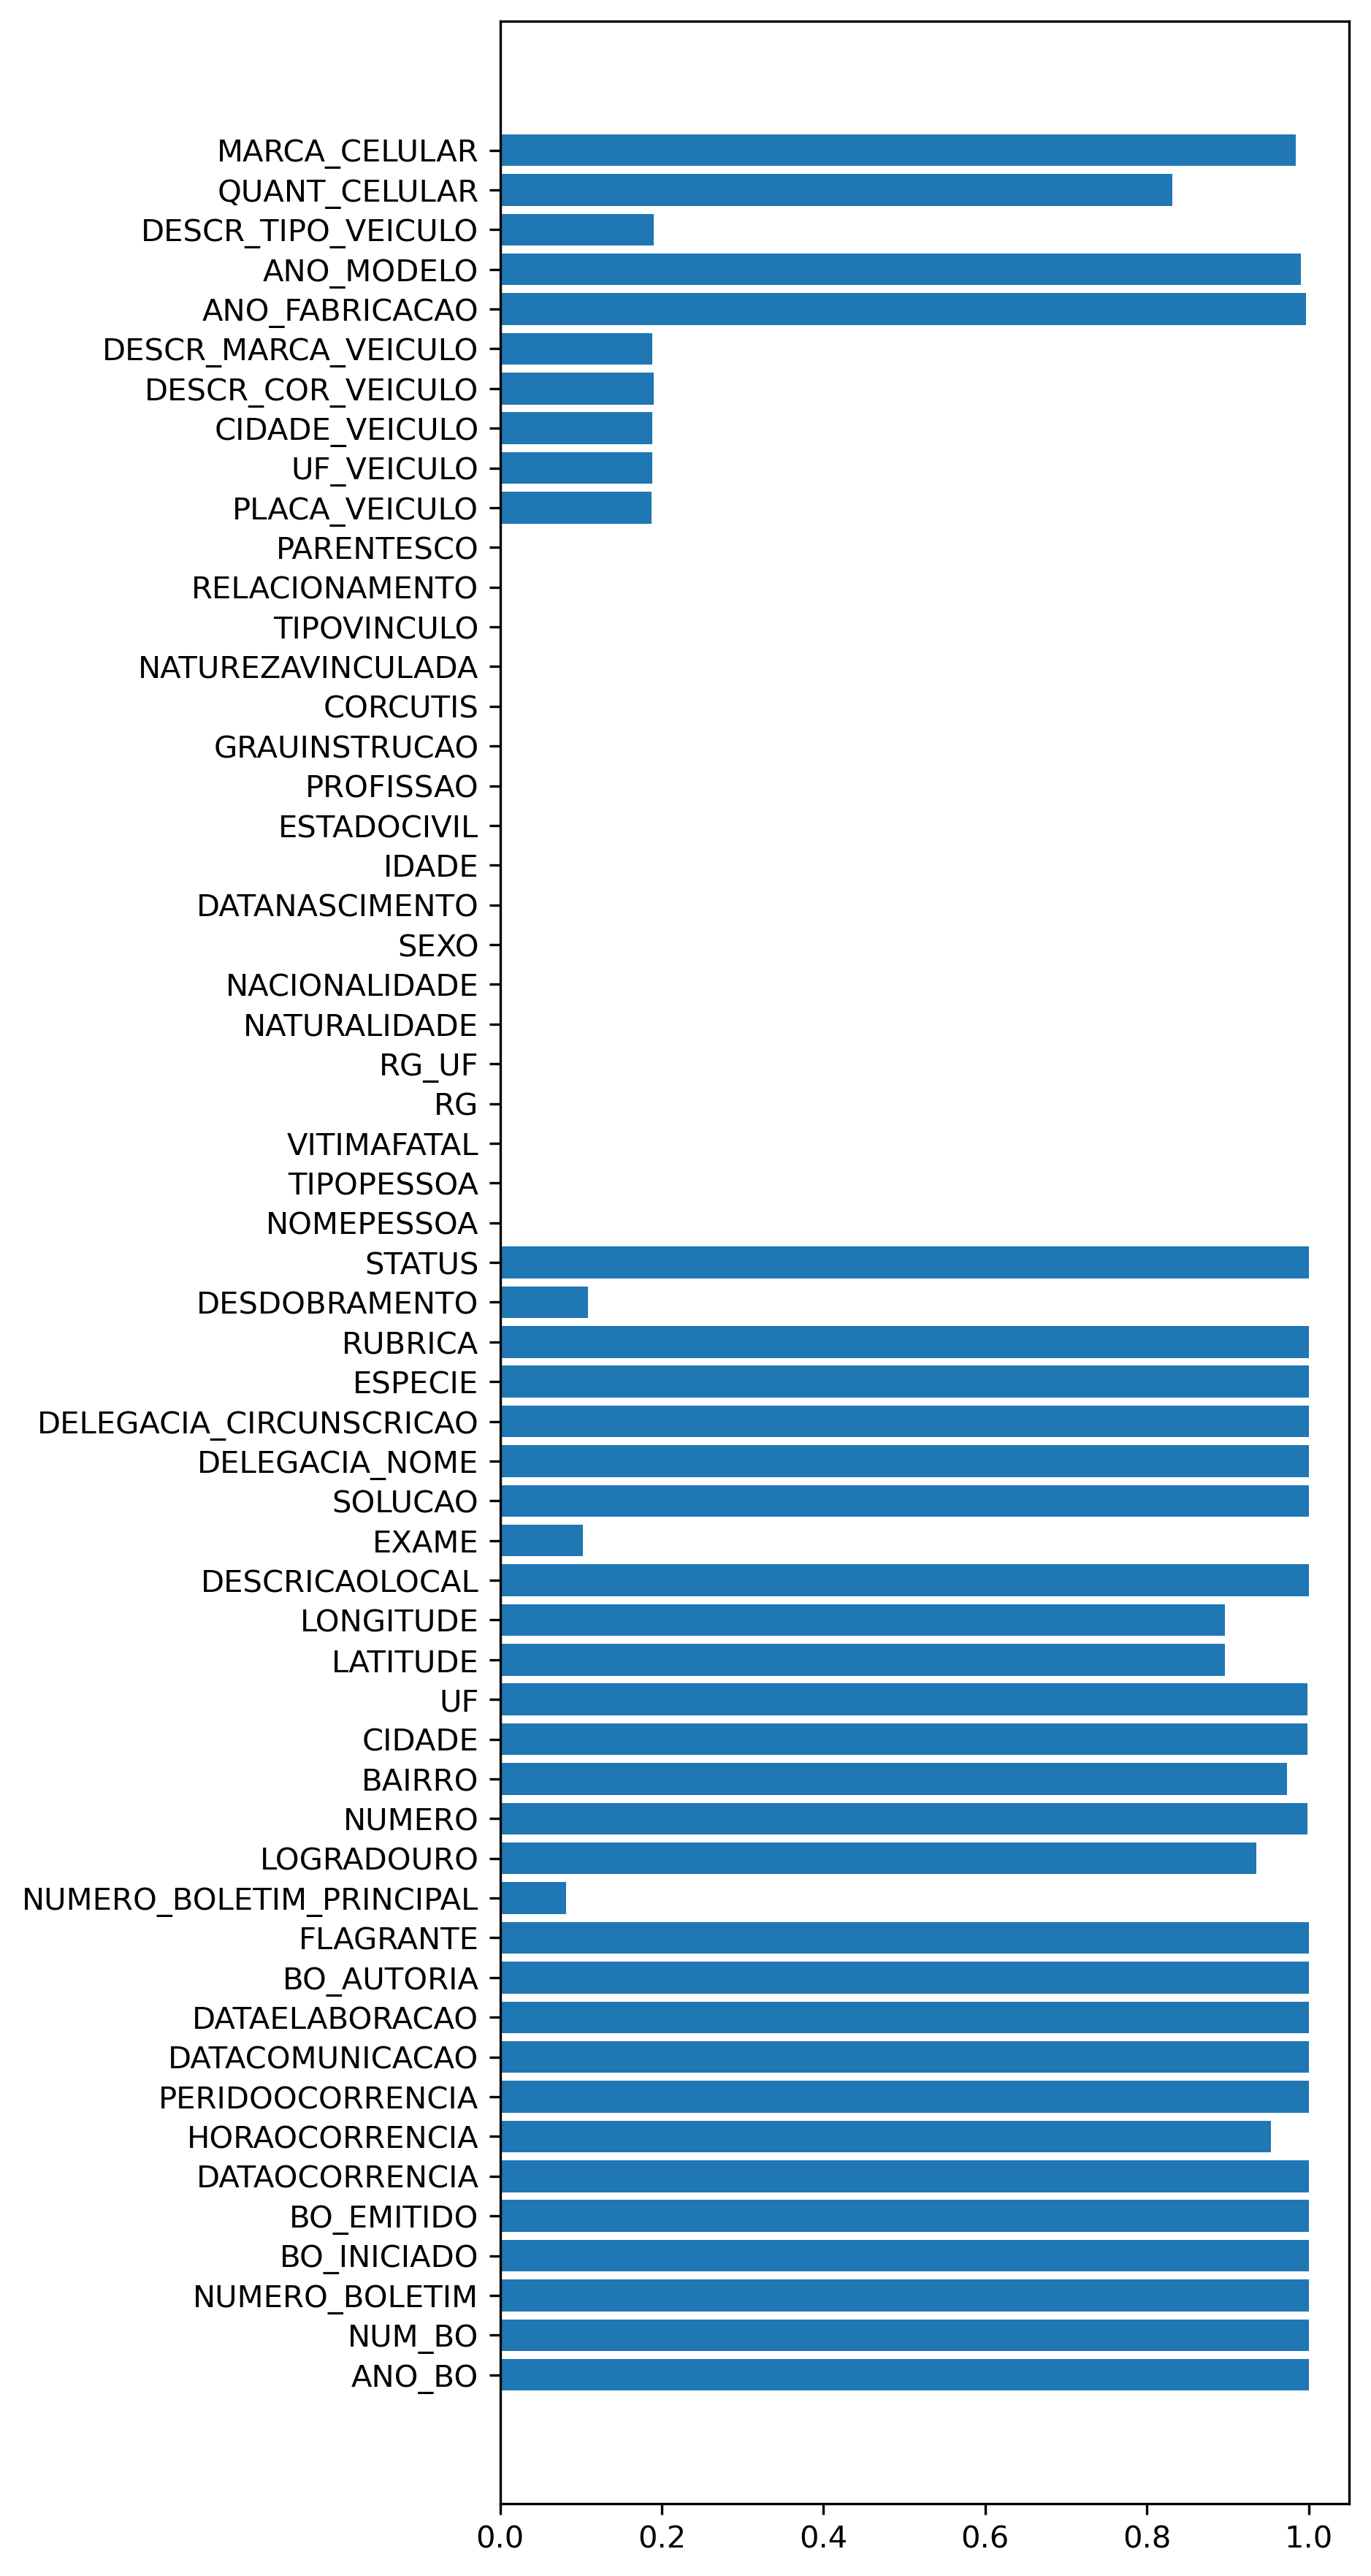 MARCA_CELULAR
QUANT_CELULAR
DESCR_TIPO_VEICULO
ANO_MODELO
ANO_FABRICACAO
DESCR_MARCA_VEICULO
DESCR_COR_VEICULO
CIDADE_VEICULO
UF_VEICULO
PLACA_VEICULO
PARENTESCO
RELACIONAMENTO
TIPOVINCULO
NATUREZAVINCULADA
CORCUTIS
GRAUINSTRUCAO
PROFISSAO
ESTADOCIVIL
IDADE
DATANASCIMENTO
SEXO
NACIONALIDADE
NATURALIDADE
RG_UF
RG
VITIMAFATAL
TIPOPESSOA
NOMEPESSOA
STATUS
DESDOBRAMENTO
RUBRICA
ESPECIE
DELEGACIA_CIRCUNSCRICAO
DELEGACIA_NOME
SOLUCAO
EXAME
DESCRICAOLOCAL
LONGITUDE
LATITUDE
UF
CIDADE
BAIRRO
NUMERO
LOGRADOURO
NUMERO_BOLETIM_PRINCIPAL
FLAGRANTE
BO_AUTORIA
DATAELABORACAO
DATACOMUNICACAO
PERIDOOCORRENCIA
HORAOCORRENCIA
DATAOCORRENCIA
BO_EMITIDO
BO_INICIADO
NUMERO_BOLETIM
NUM_BO
ANO_BO
0.0 0.2 0.4 0.6 0.8 1.0